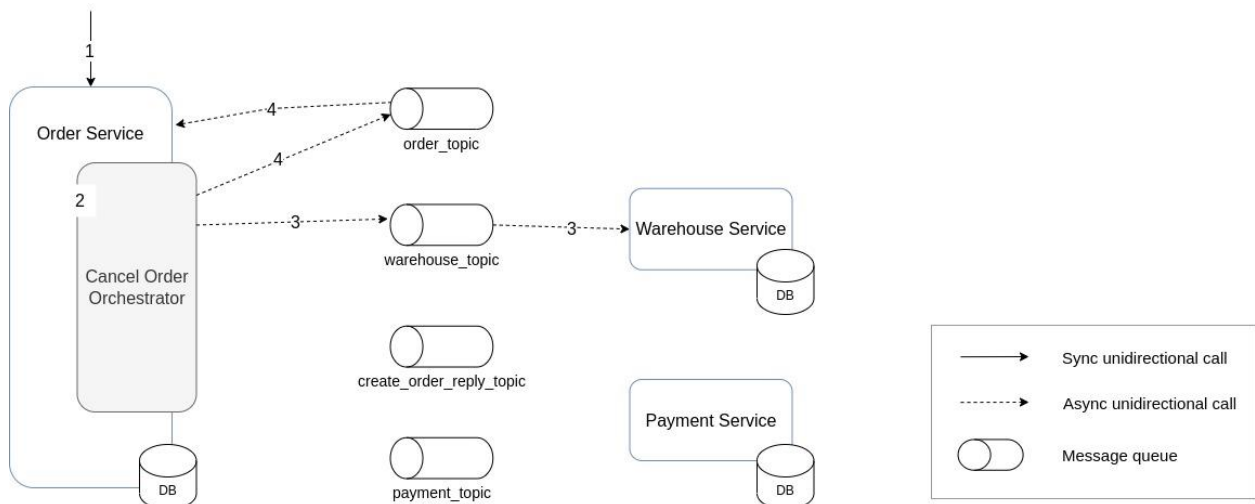 1
Order Service
4
order_topic
4
2
3
3
Warehouse Service
warehouse_topic
Cancel Order
Orchestrator
DB
create_order_reply_topic
Sync unidirectional call
Async unidirectional call
Payment Service
Message queue
DB
DB
payment_topic